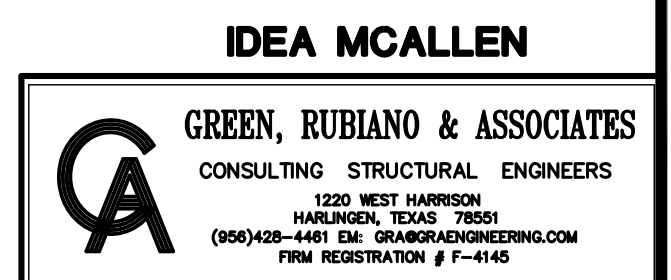 IDEA MCALLEN
GREEN, RUBIANO & ASSOCIATES
CONSULTING STRUCTURAL ENGINEERS
1220 WEST HARRISON
HARLINGEN, TEXAS 78551
(956)428-4461 EM: GRA@GRAENGINEERING.COM
FIRM REGISTRATION # F-4145